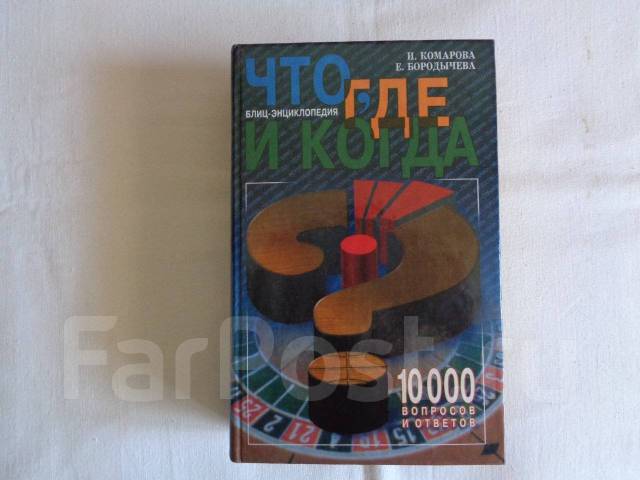 И. КОМАРОВА
Е. БОРОДЫЧЕВА
ЧТО,
ГДЕ
БЛИЦ-ЭНЦИКЛОПЕДИЯ
И КОГДА
10 000
ВОПРОСОВ
И ОТВЕТОВ
FarPost.ru